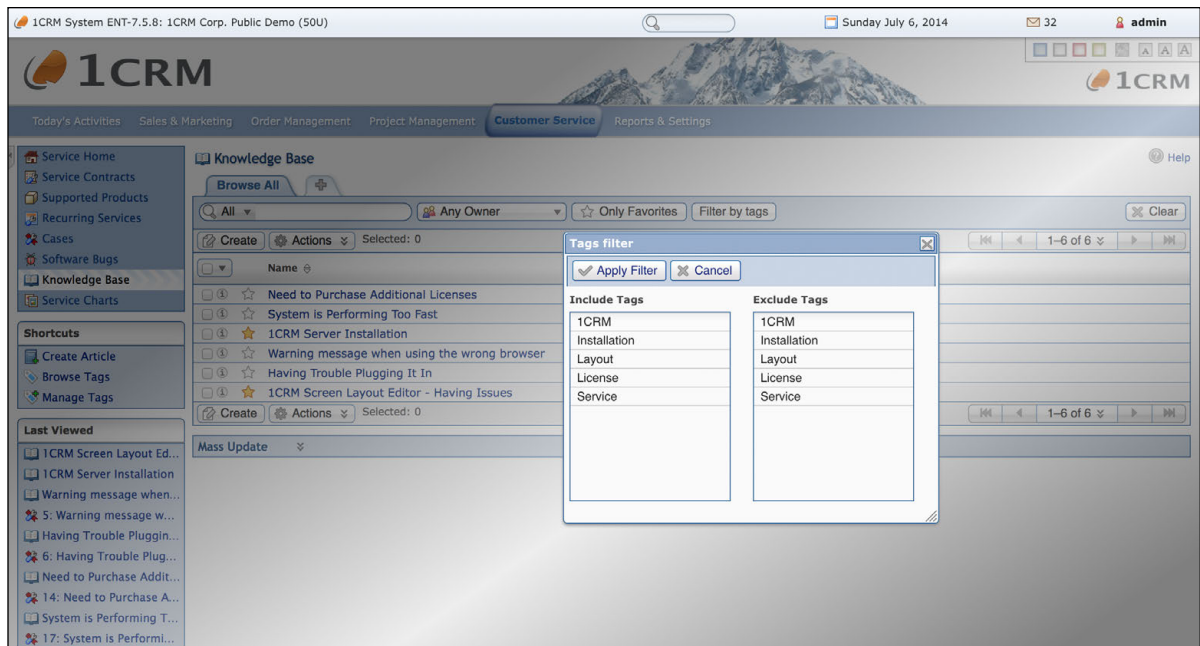 1CRM System ENT-7.5.8: 1CRM Corp. Public Demo (50U)
Sunday July 6, 2014
32
admin
1CRM
A A A
1CRM
Today's Activities Sales & Marketing Order Management Project Management Customer Service Reports & Settings
Service Home
Service Contracts
Supported Products
Recurring Services
Cases
Software Bugs
Knowledge Base
Service Charts
Shortcuts
Create Article
Browse Tags
Manage Tags
Last Viewed
1CRM Screen Layout Ed...
1CRM Server Installation
Warning message when...
5: Warning message w...
Having Trouble Pluggin...
6: Having Trouble Plug...
Need to Purchase Addit...
14: Need to Purchase A...
System is Performing T...
17: System is Performi...
Knowledge Base
Help
Browse All
All Any Owner Only Favorites Filter by tags Clear
Create Actions Selected: 0 1–6 of 6
Name
Need to Purchase Additional Licenses
System is Performing Too Fast
1CRM Server Installation
Warning message when using the wrong browser
Having Trouble Plugging It In
1CRM Screen Layout Editor - Having Issues
Create Actions Selected: 0 1–6 of 6
Mass Update
Tags filter
Apply Filter Cancel
Include Tags
1CRM
Installation
Layout
License
Service
Exclude Tags
1CRM
Installation
Layout
License
Service